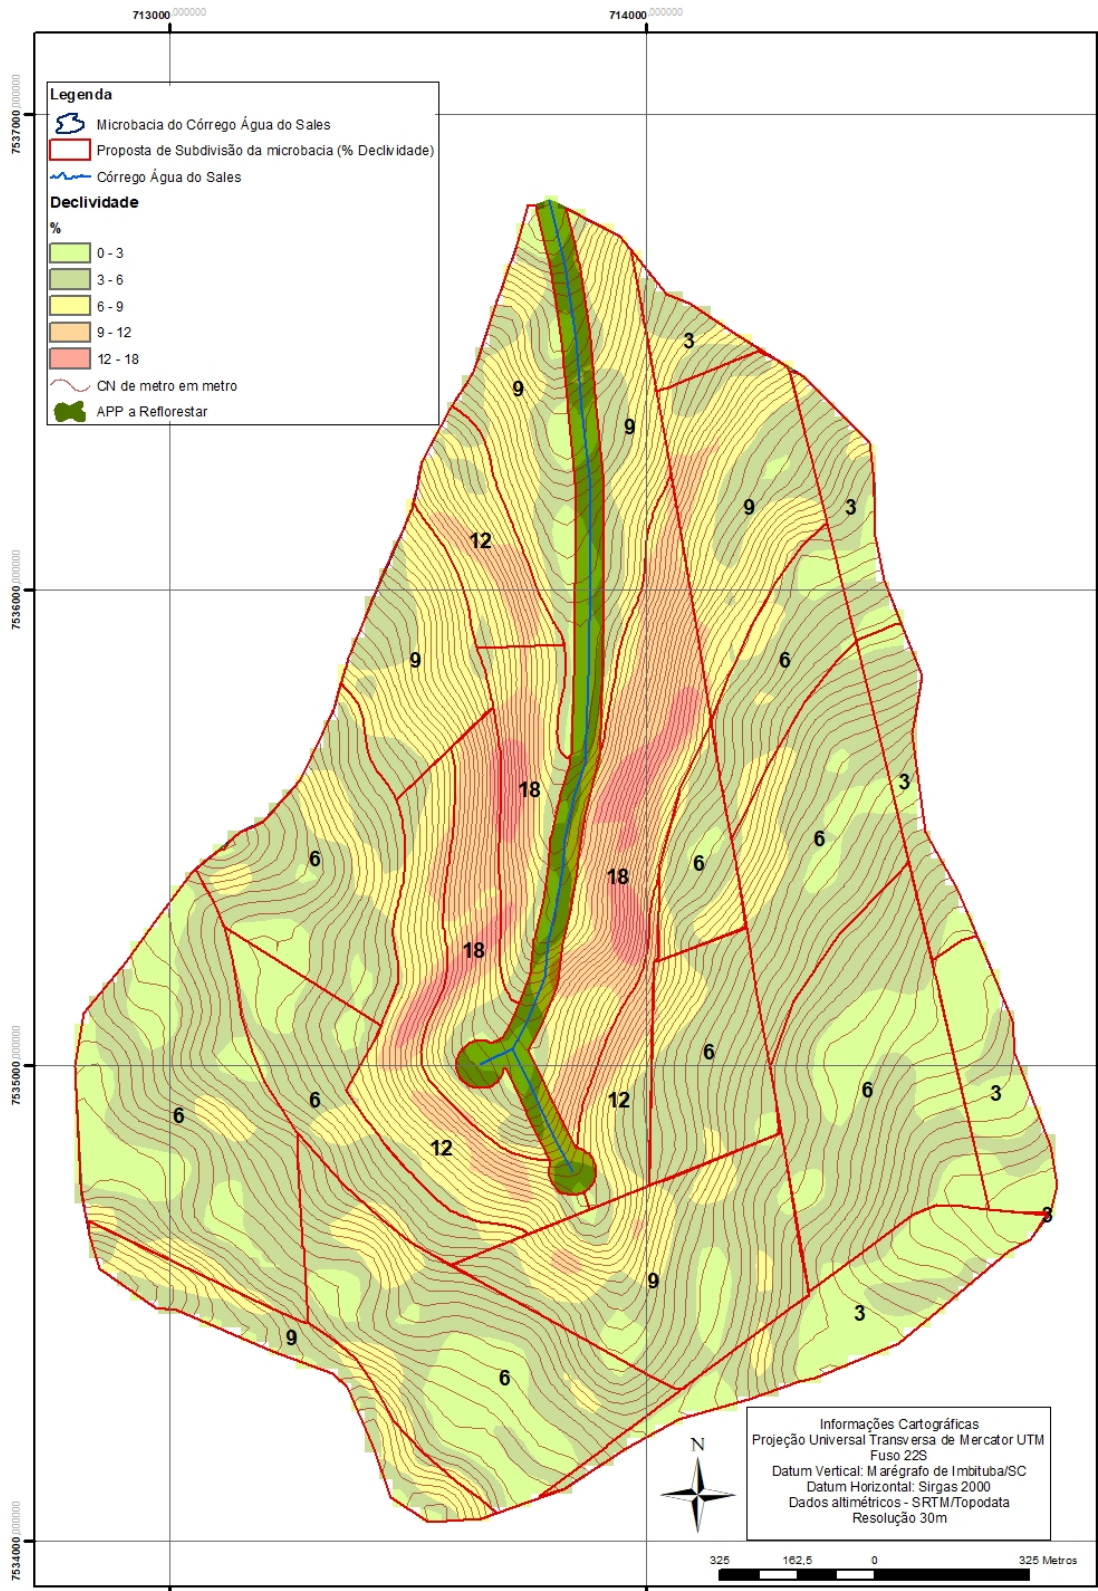 713000,000000
714000,000000
7537000,000000
Legenda
Microbacia do Córrego Água do Sales
Proposta de Subdivisão da microbacia (% Declividade)
Córrego Água do Sales
Declividade
%
0 - 3
3 - 6
6 - 9
9 - 12
12 - 18
CN de metro em metro
APP a Reflorestar
3
9
9
9
3
12
7536000,000000
9
6
3
18
6
6
6
18
18
7535000,000000
6
6
3
6
12
6
12
3
9
3
9
6
Informações Cartográficas
Projeção Universal Transversa de Mercator UTM
Fuso 22S
Datum Vertical: Marégrafo de Imbituba/SC
Datum Horizontal: Sirgas 2000
Dados altimétricos - SRTM/Topodata
Resolução 30m
N
7534000,000000
325 162,5 0 325 Metros